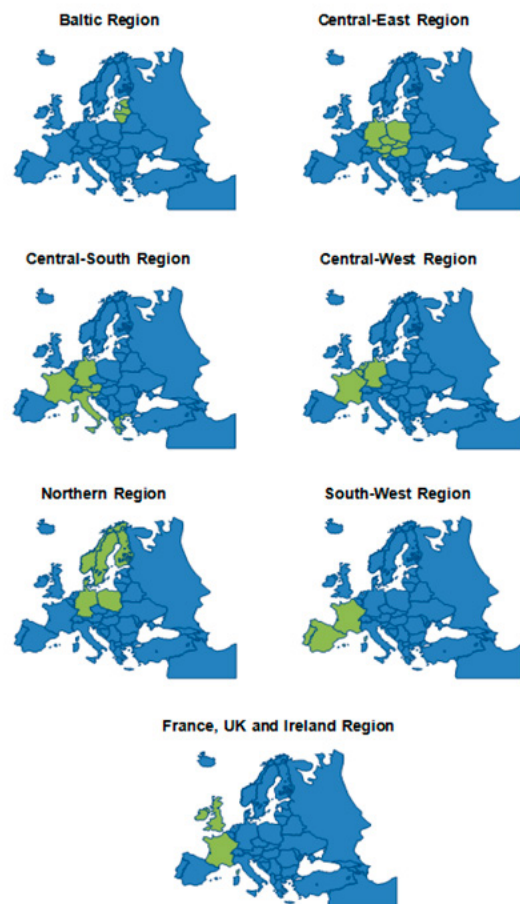 Baltic Region
Central-East Region
Central-South Region
Central-West Region
Northern Region
South-West Region
France, UK and Ireland Region